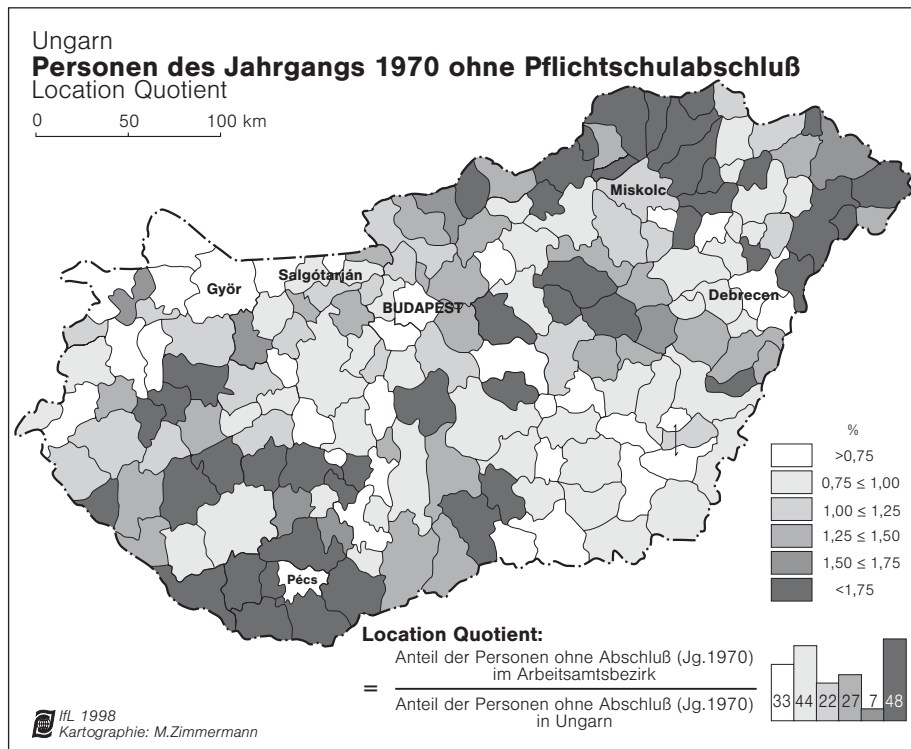 Ungarn
Personen des Jahrgangs 1970 ohne Pflichtschulabschluß
Location Quotient
0 50 100 km
Miskolc
Salgótarján
Györ
BUDAPEST
Debrecen
%
>0,75
0,75 ≤ 1,00
1,00 ≤ 1,25
1,25 ≤ 1,50
1,50 ≤ 1,75
<1,75
Pécs
Location Quotient:
Anteil der Personen ohne Abschluß (Jg.1970)
im Arbeitsamtsbezirk
=
Anteil der Personen ohne Abschluß (Jg.1970)
in Ungarn
33 44 22 27 7 48
IfL 1998
Kartographie: M.Zimmermann